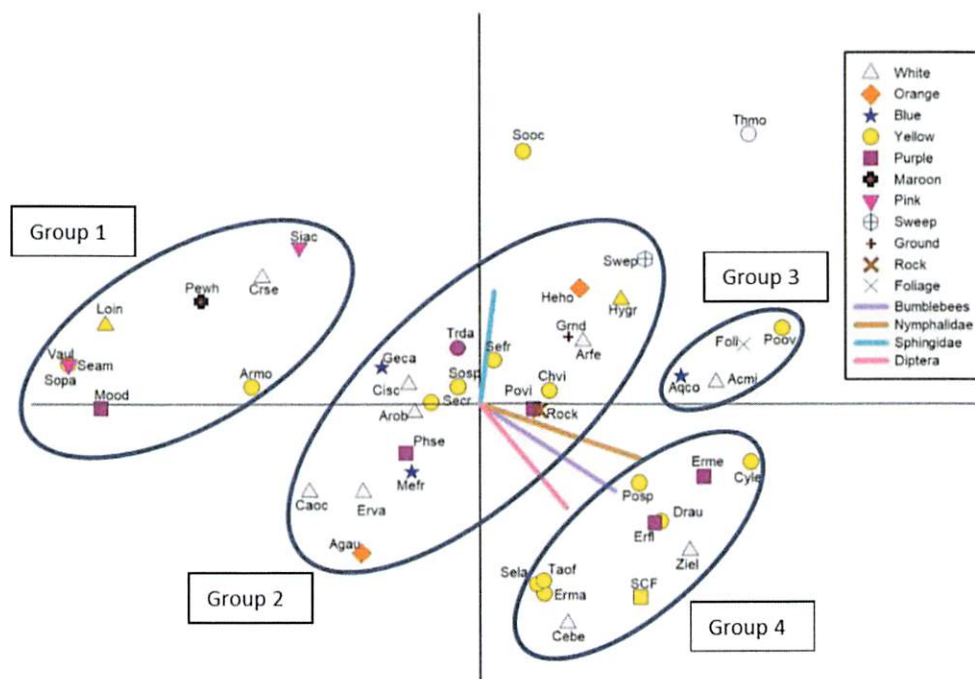 Sooc
Thmo
White
Orange
Blue
Yellow
Purple
Maroon
Pink
Sweep
Ground
Rock
Foliage
Bumblebees
Nymphalidae
Sphingidae
Diptera
Group 1
Siac
Pewh
Crse
Loin
Vaul
Seam
Sopa
Mood
Armo
Swep
Heho
Hygr
Grnd
Arfe
Trda
Sefr
Geca
Cisc
Sosp
Secr
Chvi
Povi
Arob
Rock
Phse
Mefr
Caoc
Erva
Agau
Group 2
Group 3
Foli
Poov
Aqco
Acmi
Erme
Cyle
Posp
Drau
Erfl
Ziel
Sela
Taof
Erma
SCF
Cebe
Group 4